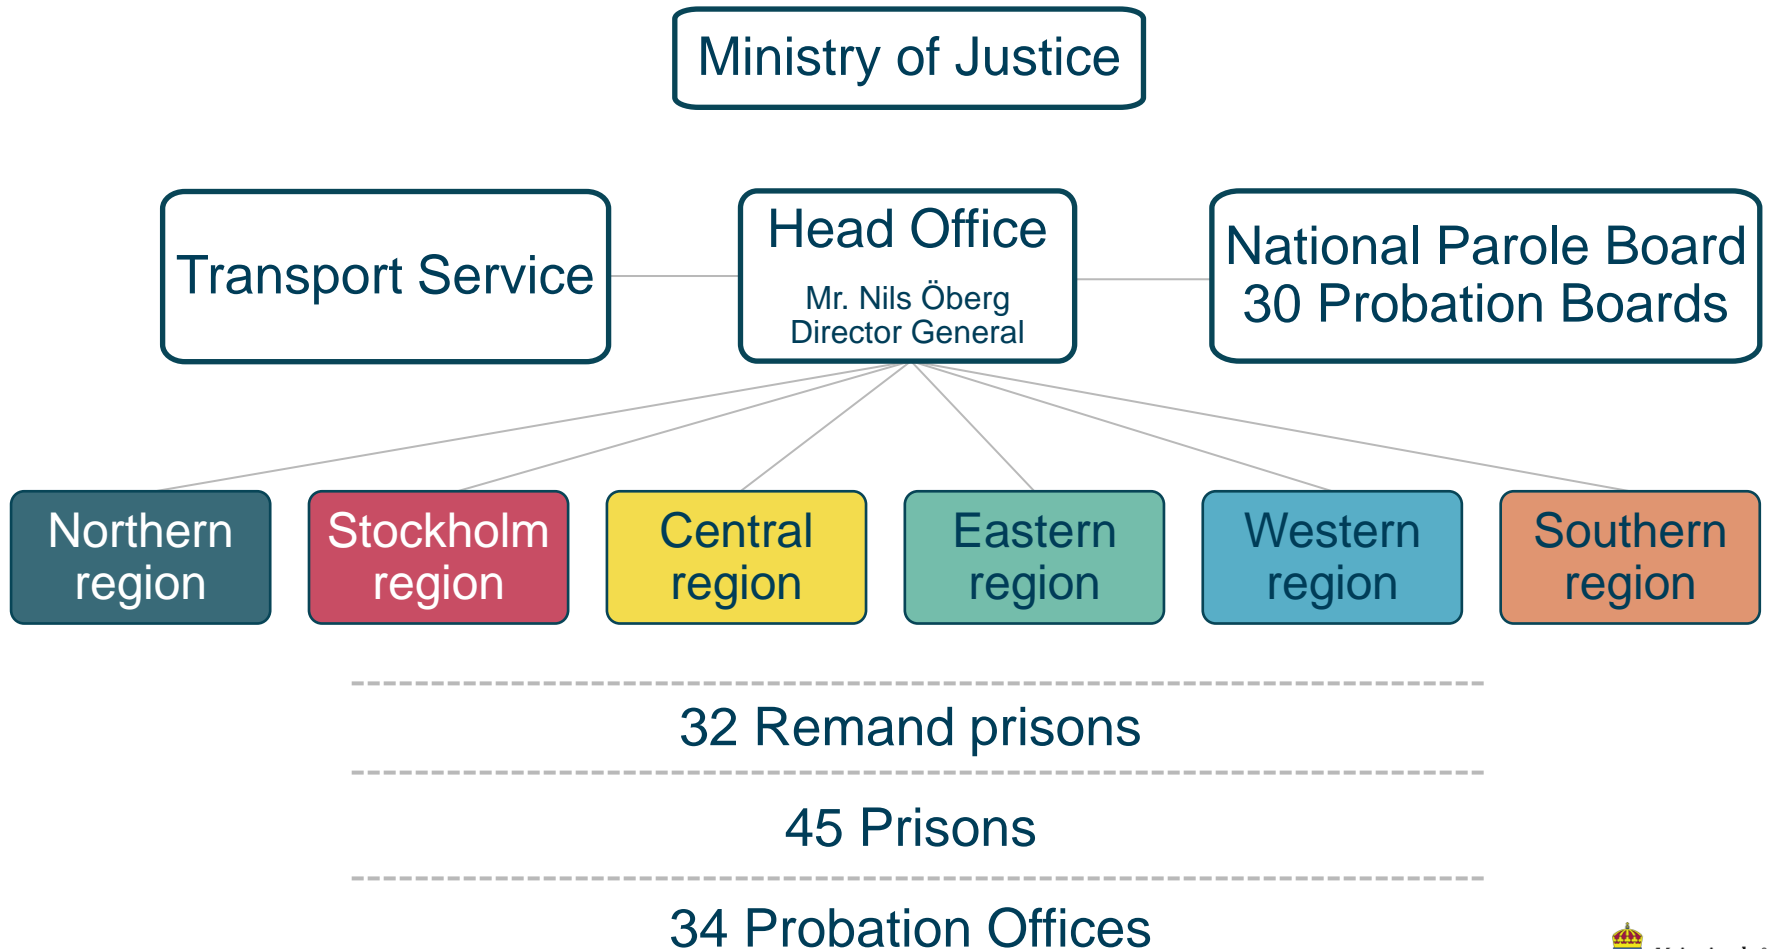 Ministry of Justice
Transport Service
Head Office
Mr. Nils Öberg
Director General
National Parole Board
30 Probation Boards
Northern
region
Stockholm
region
Central
region
Eastern
region
Western
region
Southern
region
32 Remand prisons
45 Prisons
34 Probation Offices